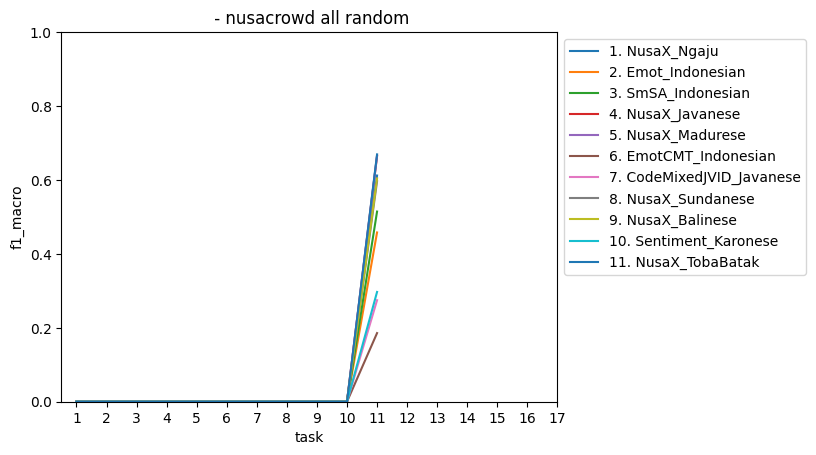 - nusacrowd all random
1.0
0.8
0.6
0.4
0.2
0.0
f1_macro
1 2 3 4 5 6 7 8 9 10 11 12 13 14 15 16 17
task
1. NusaX_Ngaju
2. Emot_Indonesian
3. SmSA_Indonesian
4. NusaX_Javanese
5. NusaX_Madurese
6. EmotCMT_Indonesian
7. CodeMixedJVID_Javanese
8. NusaX_Sundanese
9. NusaX_Balinese
10. Sentiment_Karonese
11. NusaX_TobaBatak